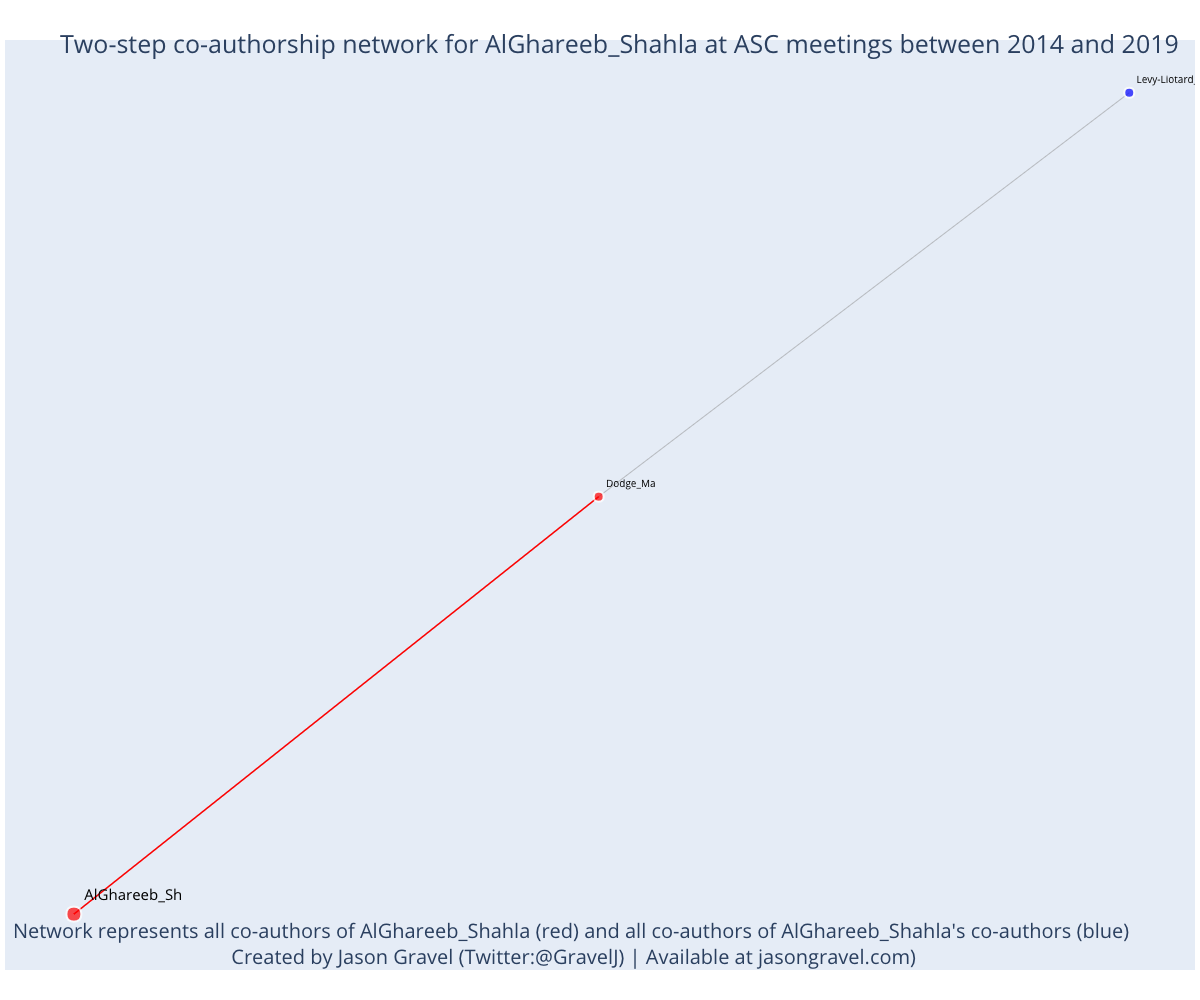 Two-step co-authorship network for AlGhareeb_Shahla at ASC meetings between 2014 and 2019
Levy-Liotard_
Dodge_Ma
AlGhareeb_Sh
Network represents all co-authors of AlGhareeb_Shahla (red) and all co-authors of AlGhareeb_Shahla's co-authors (blue)
Created by Jason Gravel (Twitter:@GravelJ) | Available at jasongravel.com)